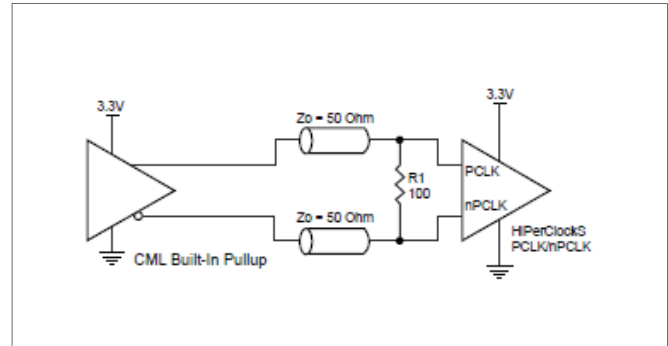 3.3V
3.3V
Zo = 50 Ohm
PCLK
R1
100
nPCLK
Zo = 50 Ohm
HiPerClockS
PCLK/nPCLK
CML Built-In Pullup